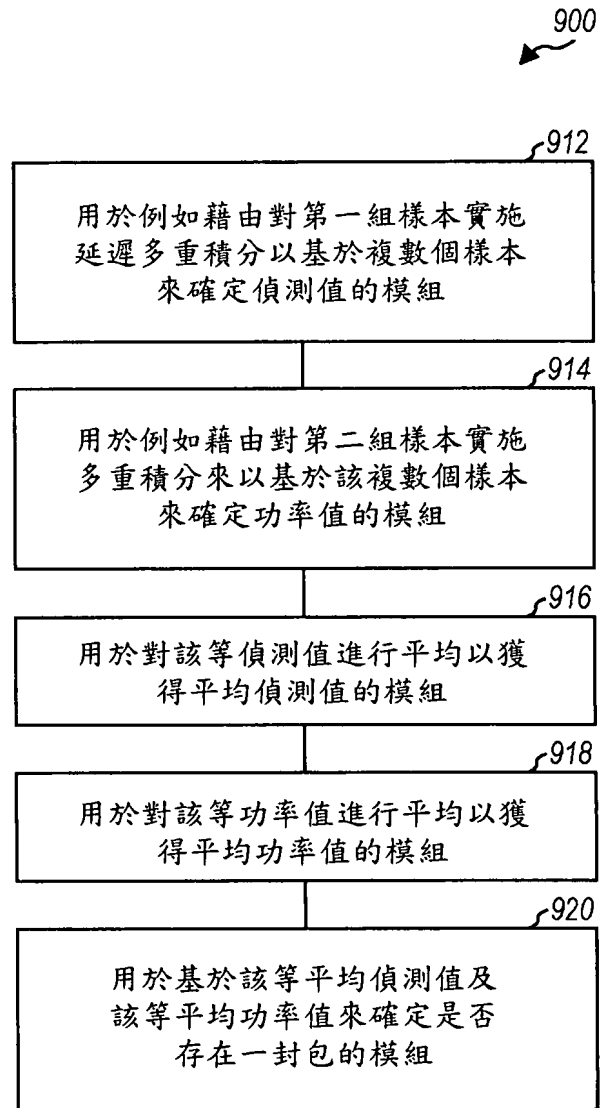 900
912
用於例如藉由對第一組樣本實施
延遲多重積分以基於複數個樣本
來確定偵測值的模組
914
用於例如藉由對第二組樣本實施
多重積分來以基於該複數個樣本
來確定功率值的模組
916
用於對該等偵測值進行平均以獲
得平均偵測值的模組
918
用於對該等功率值進行平均以獲
得平均功率值的模組
920
用於基於該等平均偵測值及
該等平均功率值來確定是否
存在一封包的模組